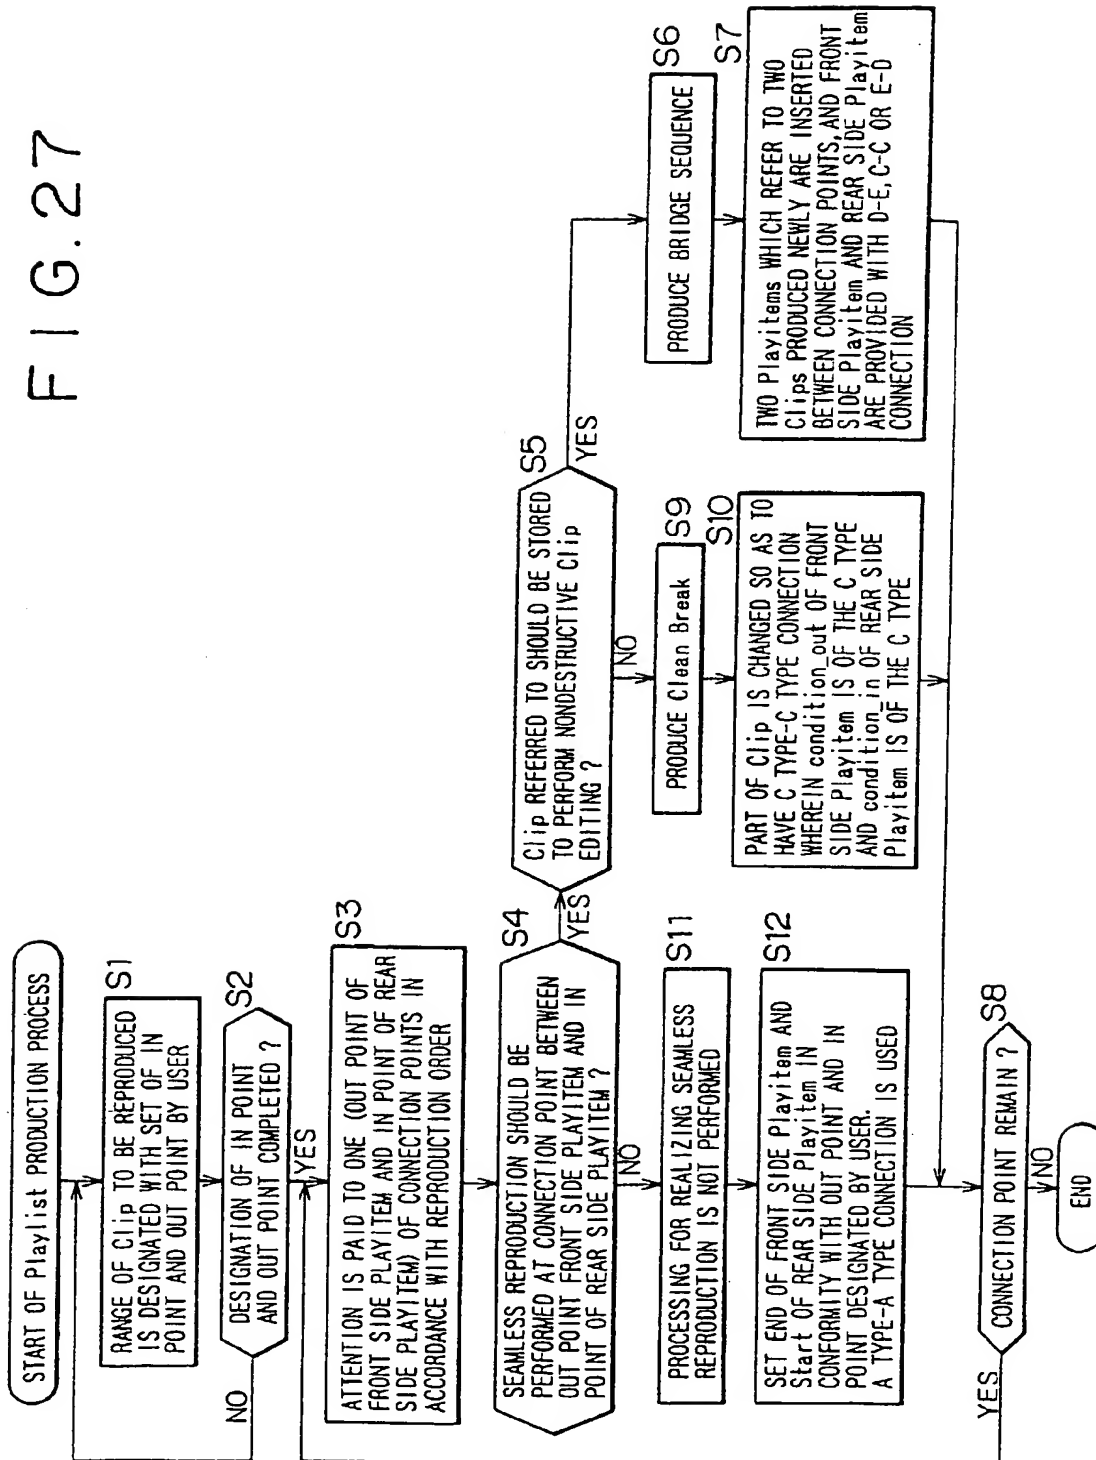 FIG.27
START OF Playlist PRODUCTION PROCESS
S1
RANGE OF Clip TO BE REPRODUCED
IS DESIGNATED WITH SET OF IN
POINT AND OUT POINT BY USER
S2
DESIGNATION OF IN POINT
AND OUT POINT COMPLETED ?
NO
YES
S3
ATTENTION IS PAID TO ONE (OUT POINT OF
FRONT SIDE PLAYITEM AND IN POINT OF REAR
SIDE PLAYITEM) OF CONNECTION POINTS IN
ACCORDANCE WITH REPRODUCTION ORDER
S4
SEAMLESS REPRODUCTION SHOULD BE
PERFORMED AT CONNECTION POINT BETWEEN
OUT POINT FRONT SIDE PLAYITEM AND IN
POINT OF REAR SIDE PLAYITEM ?
YES
NO
S5
Clip REFERRED TO SHOULD BE STORED
TO PERFORM NONDESTRUCTIVE Clip
EDITING ?
YES
NO
S6
PRODUCE BRIDGE SEQUENCE
S7
TWO Playitems WHICH REFER TO TWO
Clips PRODUCED NEWLY ARE INSERTED
BETWEEN CONNECTION POINTS, AND FRONT
SIDE Playitem AND REAR SIDE Playitem
ARE PROVIDED WITH D-E, C-C OR E-D
CONNECTION
S9
PRODUCE Clean Break
S10
PART OF Clip IS CHANGED SO AS TO
HAVE C TYPE-C TYPE CONNECTION
WHEREIN condition_out OF FRONT
SIDE Playitem IS OF THE C TYPE
AND condition_in OF REAR SIDE
Playitem IS OF THE C TYPE
S11
PROCESSING FOR REALIZING SEAMLESS
REPRODUCTION IS NOT PERFORMED
S12
SET END OF FRONT SIDE Playitem AND
Start OF REAR SIDE Playitem IN
CONFORMITY WITH OUT POINT AND IN
POINT DESIGNATED BY USER.
A TYPE-A TYPE CONNECTION IS USED
S8
CONNECTION POINT REMAIN ?
YES
NO
END